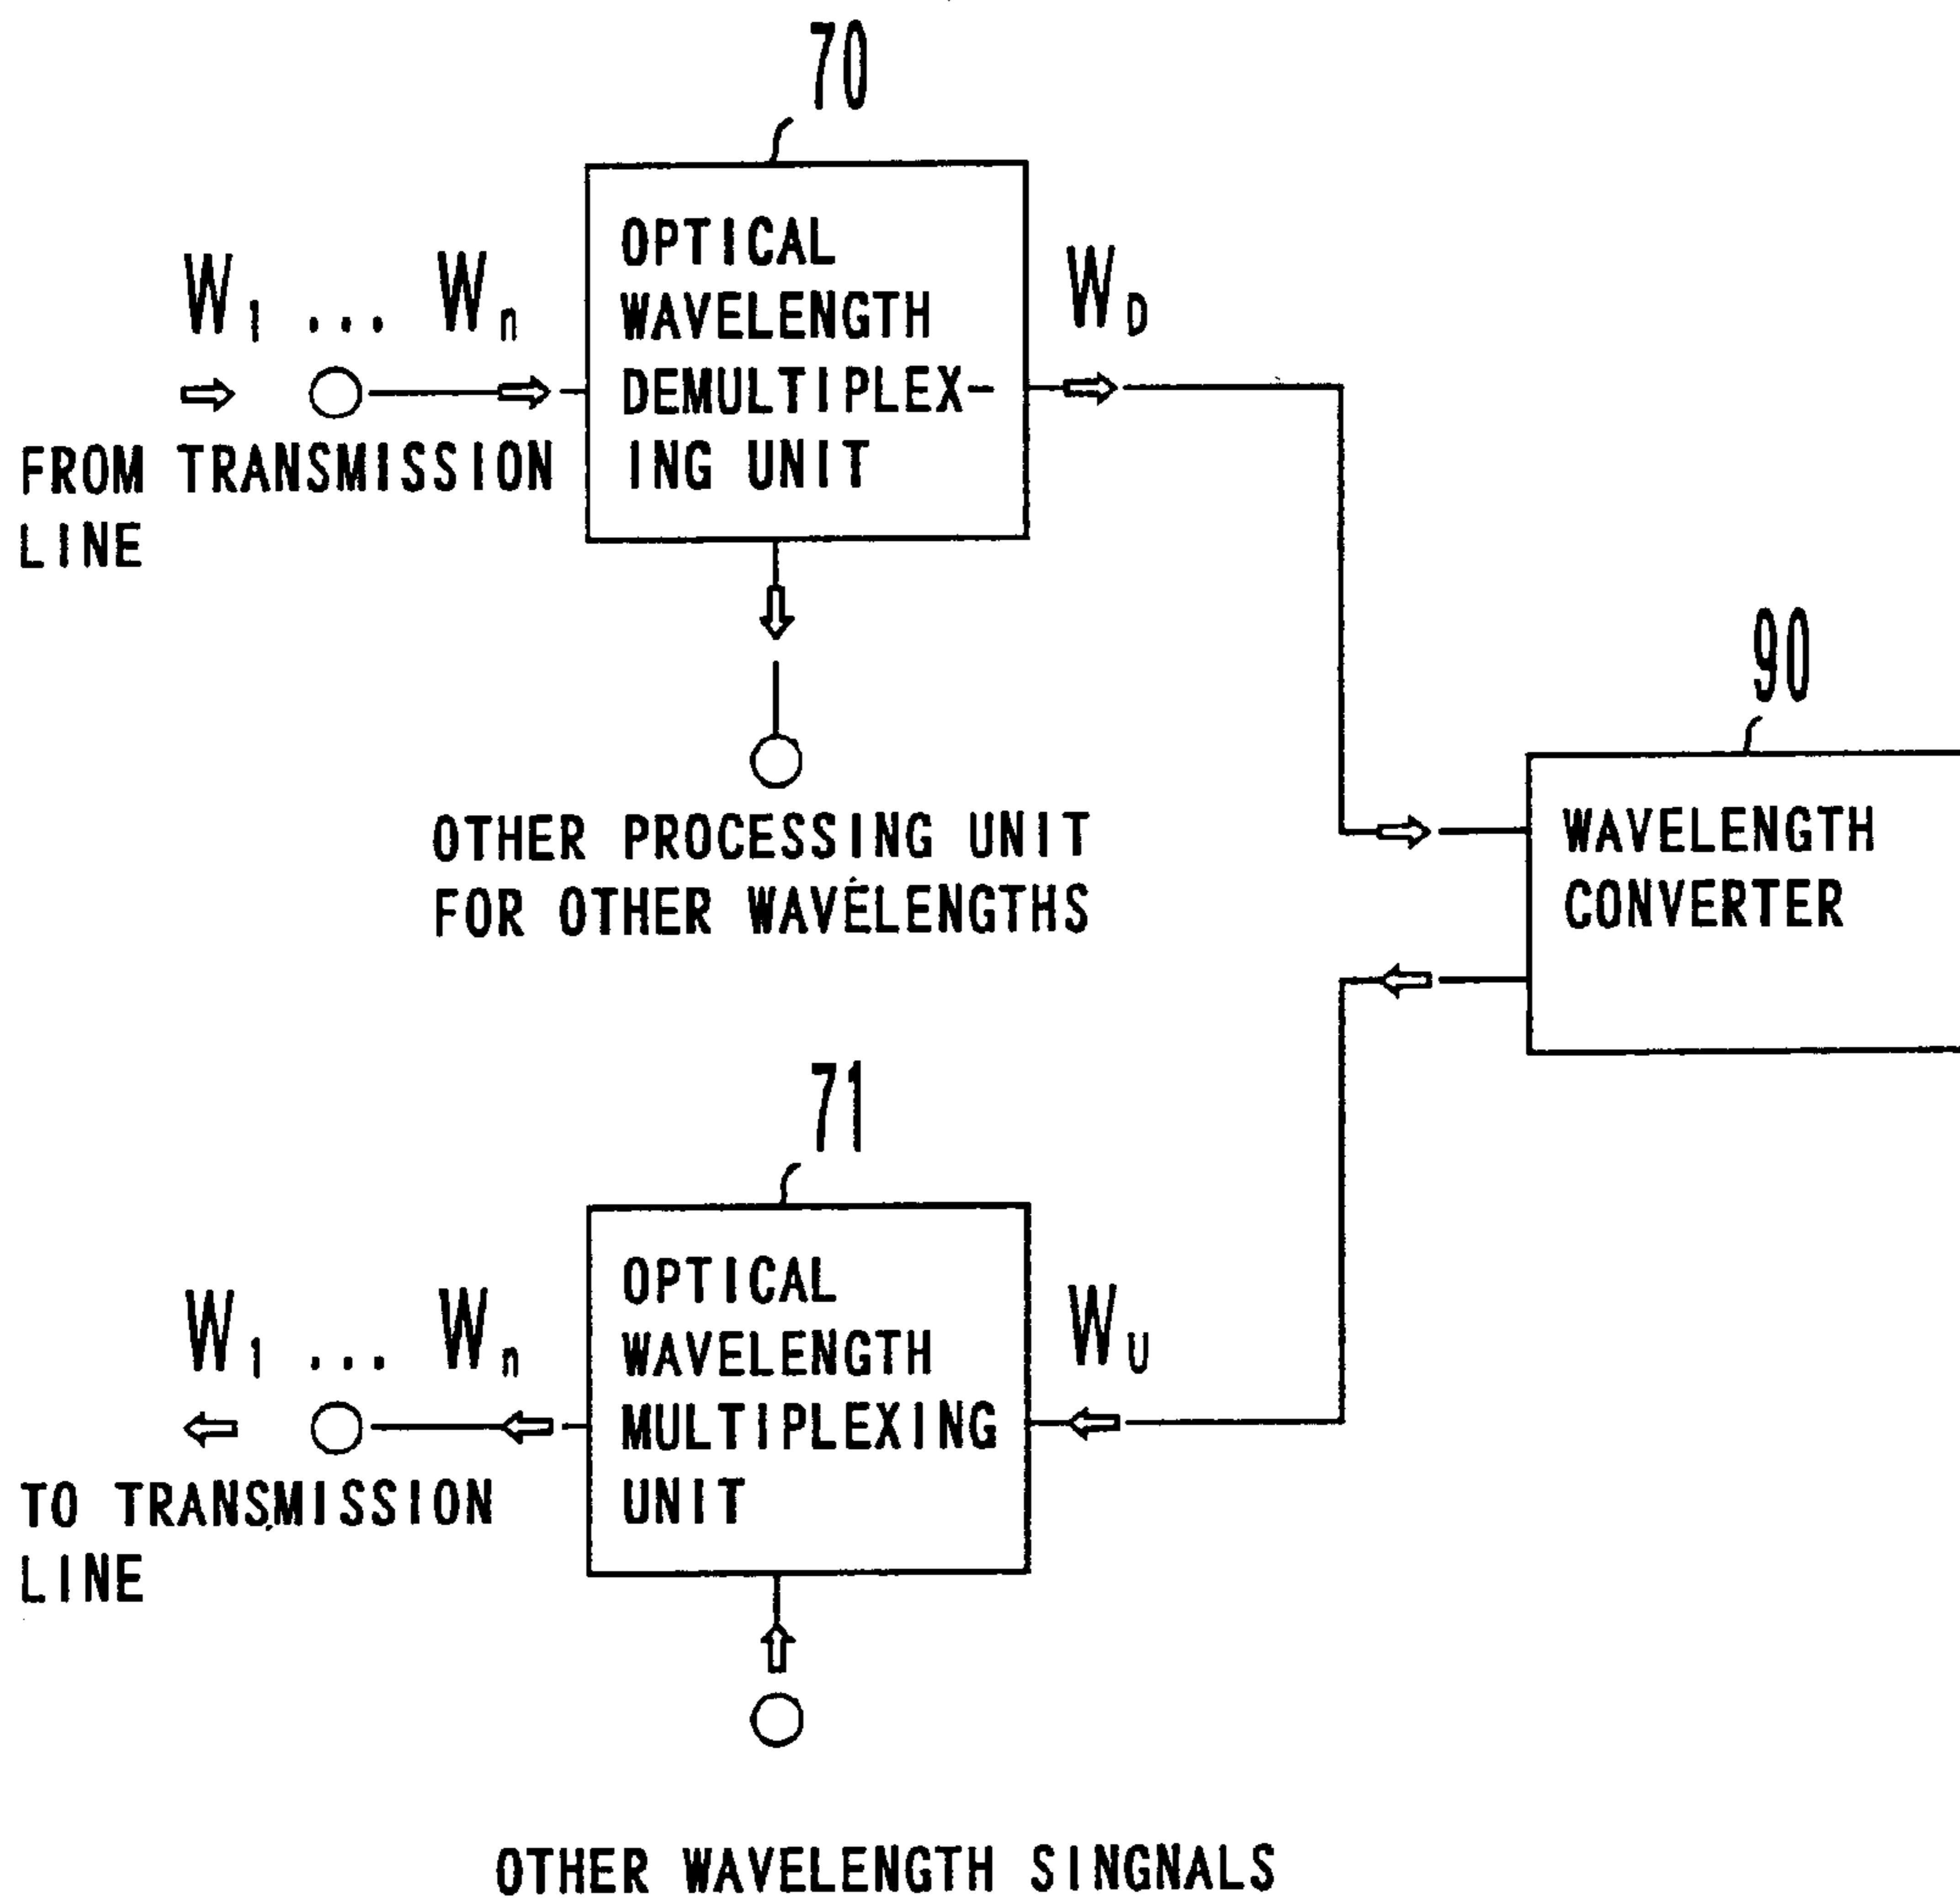 70
OPTICAL
WAVELENGTH
DEMULTIPLEX-
ING UNIT
W1 ... Wn
WD
FROM TRANSMISSION
LINE
OTHER PROCESSING UNIT
FOR OTHER WAVELENGTHS
90
WAVELENGTH
CONVERTER
71
OPTICAL
WAVELENGTH
MULTIPLEXING
UNIT
W1 ... Wn
WU
TO TRANSMISSION
LINE
OTHER WAVELENGTH SINGNALS